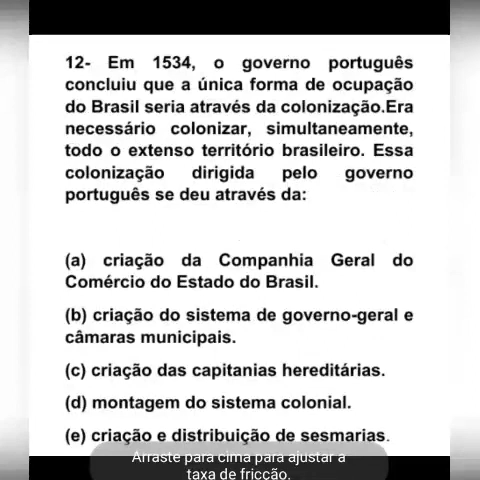 12- Em 1534, o governo português
concluiu que a única forma de ocupação
do Brasil seria através da colonização.Era
necessário colonizar, simultaneamente,
todo o extenso território brasileiro. Essa
colonização dirigida pelo governo
português se deu através da:
(a) criação da Companhia Geral do
Comércio do Estado do Brasil.
(b) criação do sistema de governo-geral e
câmaras municipais.
(c) criação das capitanias hereditárias.
(d) montagem do sistema colonial.
(e) criação e distribuição de sesmarias.
Arraste para cima para ajustar a
taxa de fricção.